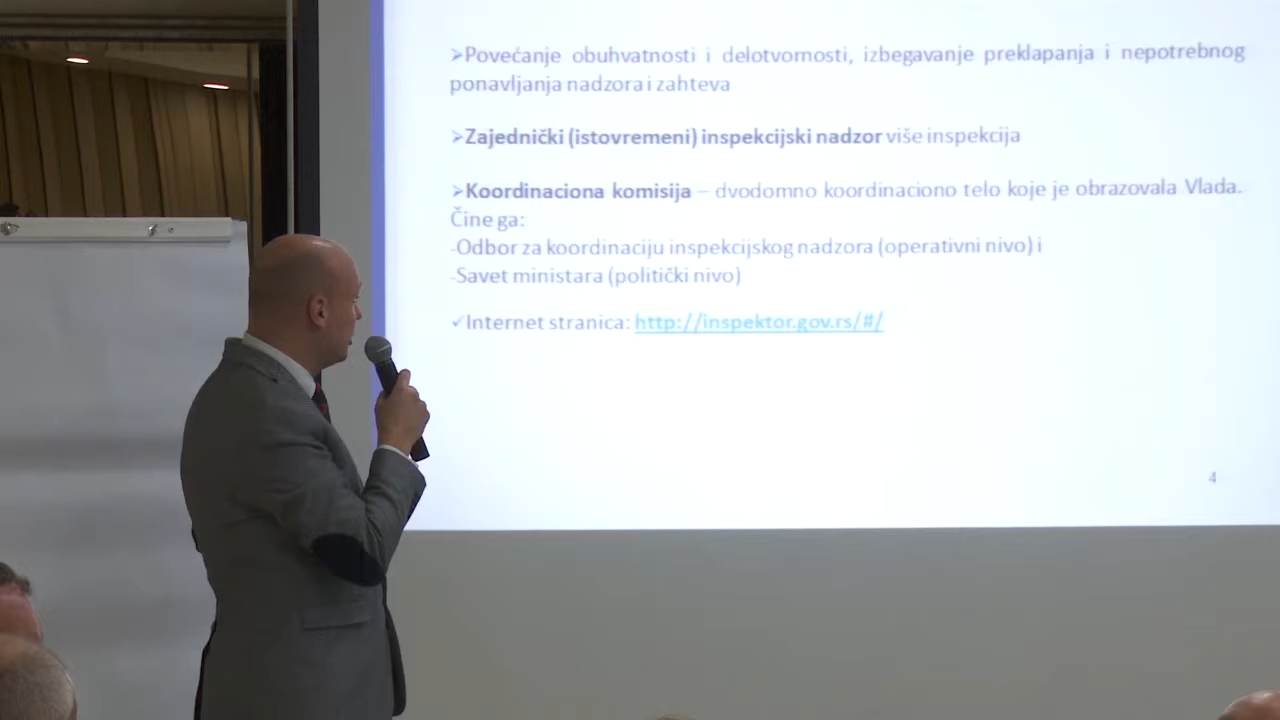 ➢Povećanje obuhvatnosti i delotvornosti, izbegavanje preklapanja i nepotrebnog
ponavljanja nadzora i zahteva
➢Zajednički (istovremeni) inspekcijski nadzor više inspekcija
➢Koordinaciona komisija – dvodomno koordinaciono telo koje je obrazovala Vlada.
Čine ga:
-Odbor za koordinaciju inspekcijskog nadzora (operativni nivo) i
-Savet ministara (politički nivo)
✓Internet stranica: http://inspektor.gov.rs/#/
4